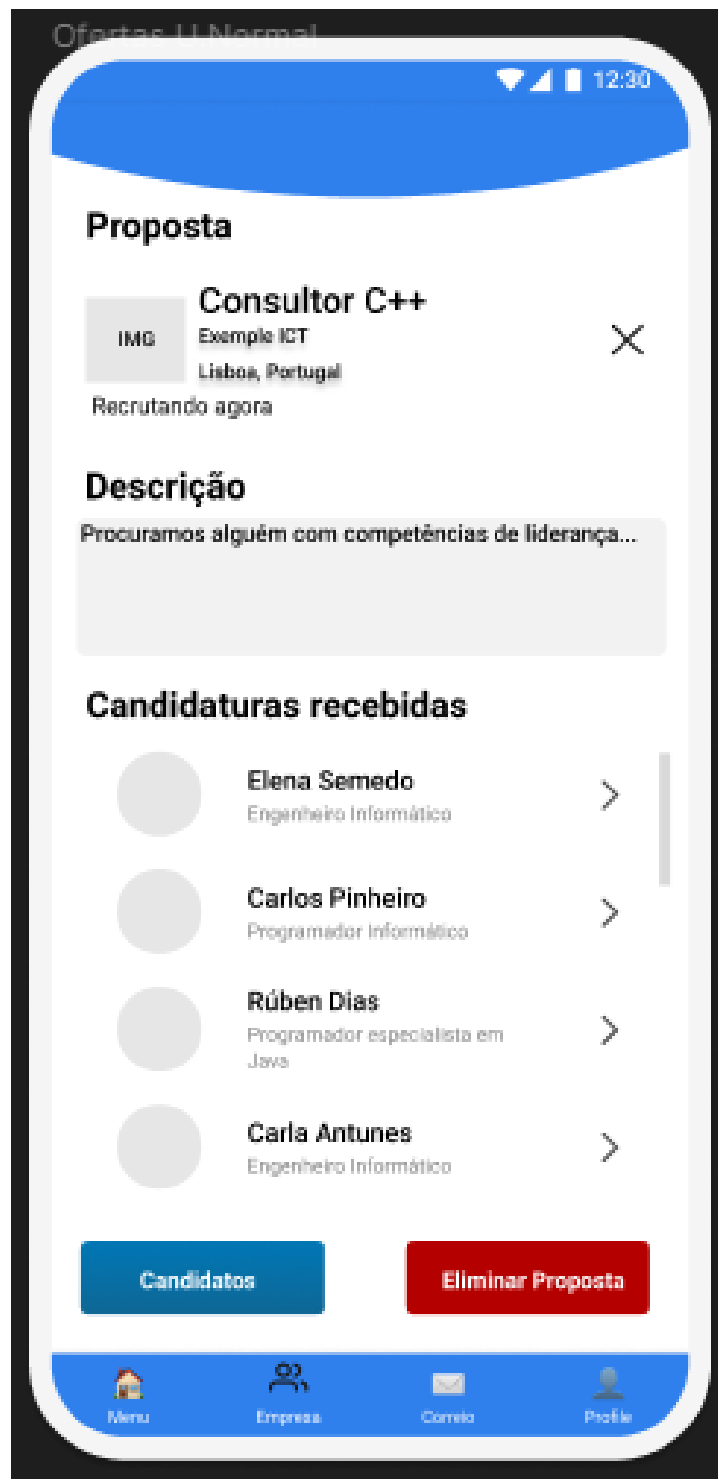 Ofertas U Normal
12:30
Proposta
Consultor C++
IMG
Exemple ICT
Lisboa, Portugal
Recrutando agora
Descrição
Procuramos alguém com competências de liderança...
Candidaturas recebidas
Elena Semedo
Engenheiro Informático
Carlos Pinheiro
Programador Informático
Rúben Dias
Programador especialista em
Java
Carla Antunes
Engenheiro Informático
Candidatos
Eliminar Proposta
Menu
Empresa
Correio
Profile